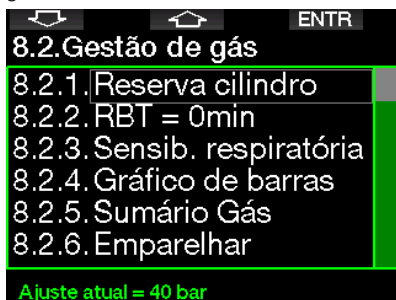 ENTR
8.2.Gestão de gás
8.2.1.Reserva cilindro
8.2.2.RBT = 0min
8.2.3.Sensib. respiratória
8.2.4.Gráfico de barras
8.2.5.Sumário Gás
8.2.6.Emparelhar
Ajuste atual = 40 bar